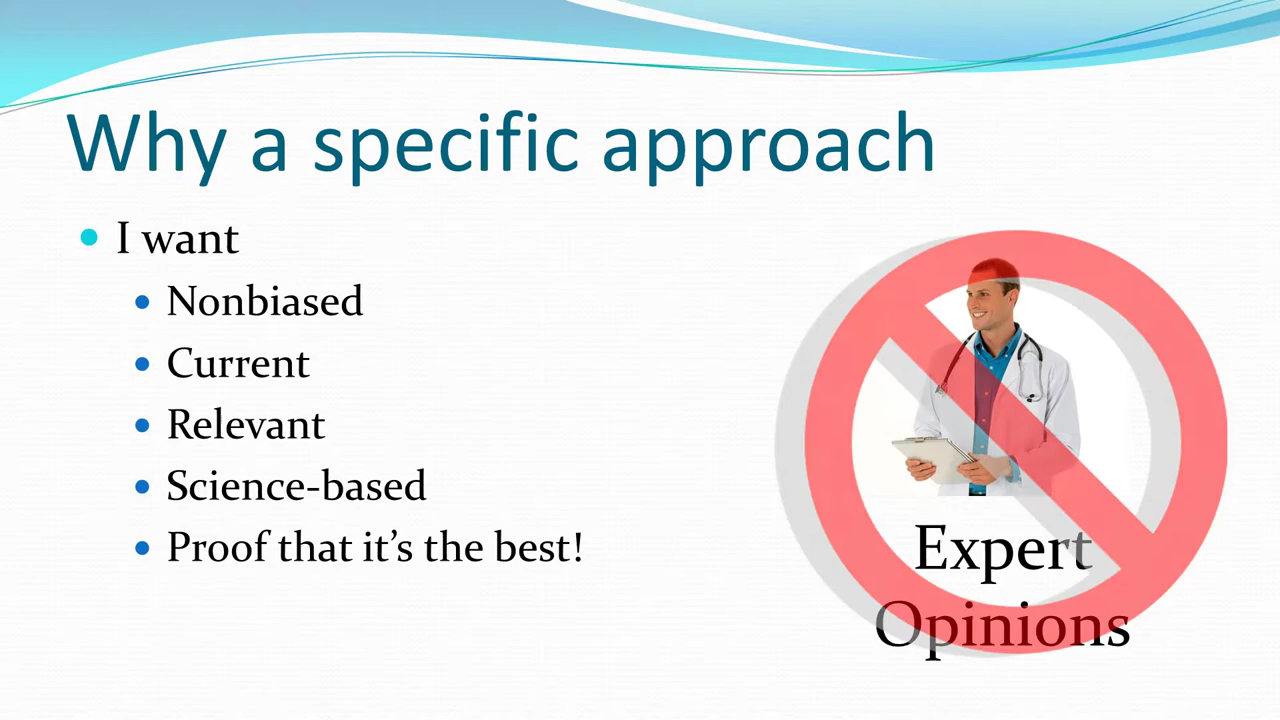 Why a specific approach
I want
Nonbiased
Current
Relevant
Science-based
Proof that it’s the best!
Expert
Opinions